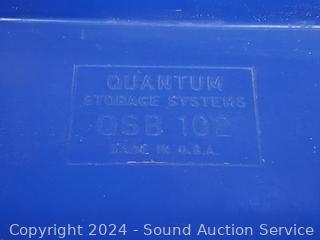 QUANTUM
STORAGE SYSTEMS
QSB 102
MADE IN U.S.A.
Copyright 2024 - Sound Auction Service